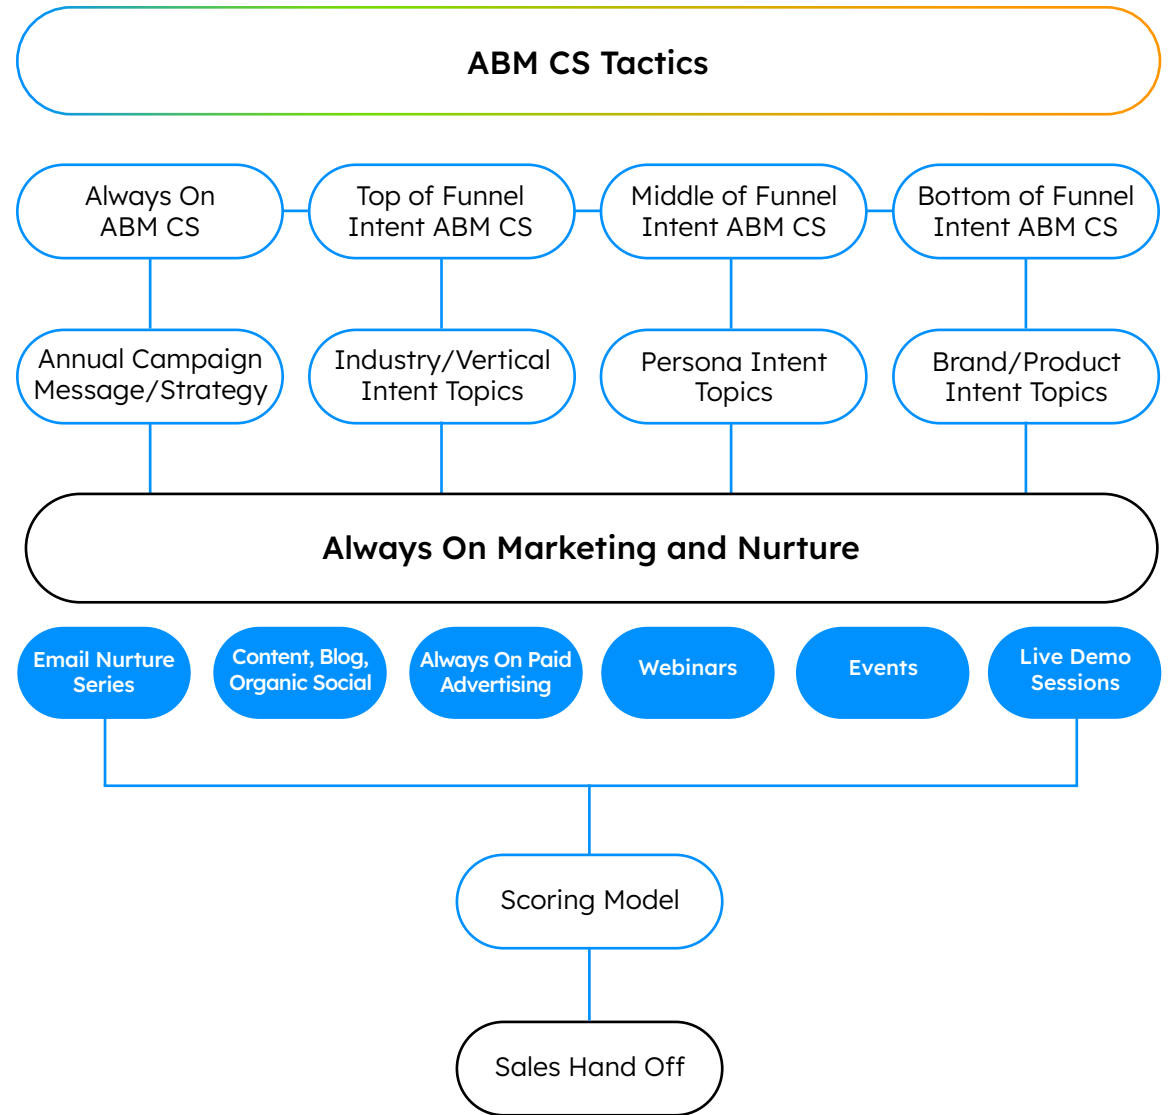 ABM CS Tactics
Always On
ABM CS
Top of Funnel
Intent ABM CS
Middle of Funnel
Intent ABM CS
Bottom of Funnel
Intent ABM CS
Annual Campaign
Message/Strategy
Industry/Vertical
Intent Topics
Persona Intent
Topics
Brand/Product
Intent Topics
Always On Marketing and Nurture
Email Nurture
Series
Content, Blog,
Organic Social
Always On Paid
Advertising
Webinars
Events
Live Demo
Sessions
Scoring Model
Sales Hand Off